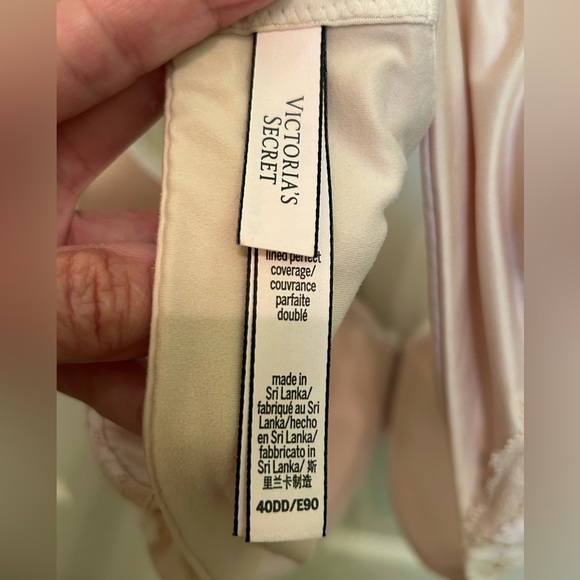 VICTORIA'S
SECRET
lined perfect
coverage/
couvrance
parfaite
doublé
made in
Sri Lanka/
fabriqué au Sri
Lanka/hecho
en Sri Lanka/
fabbricato in
Sri Lanka/ 斯
里兰卡制造
40DD/E90